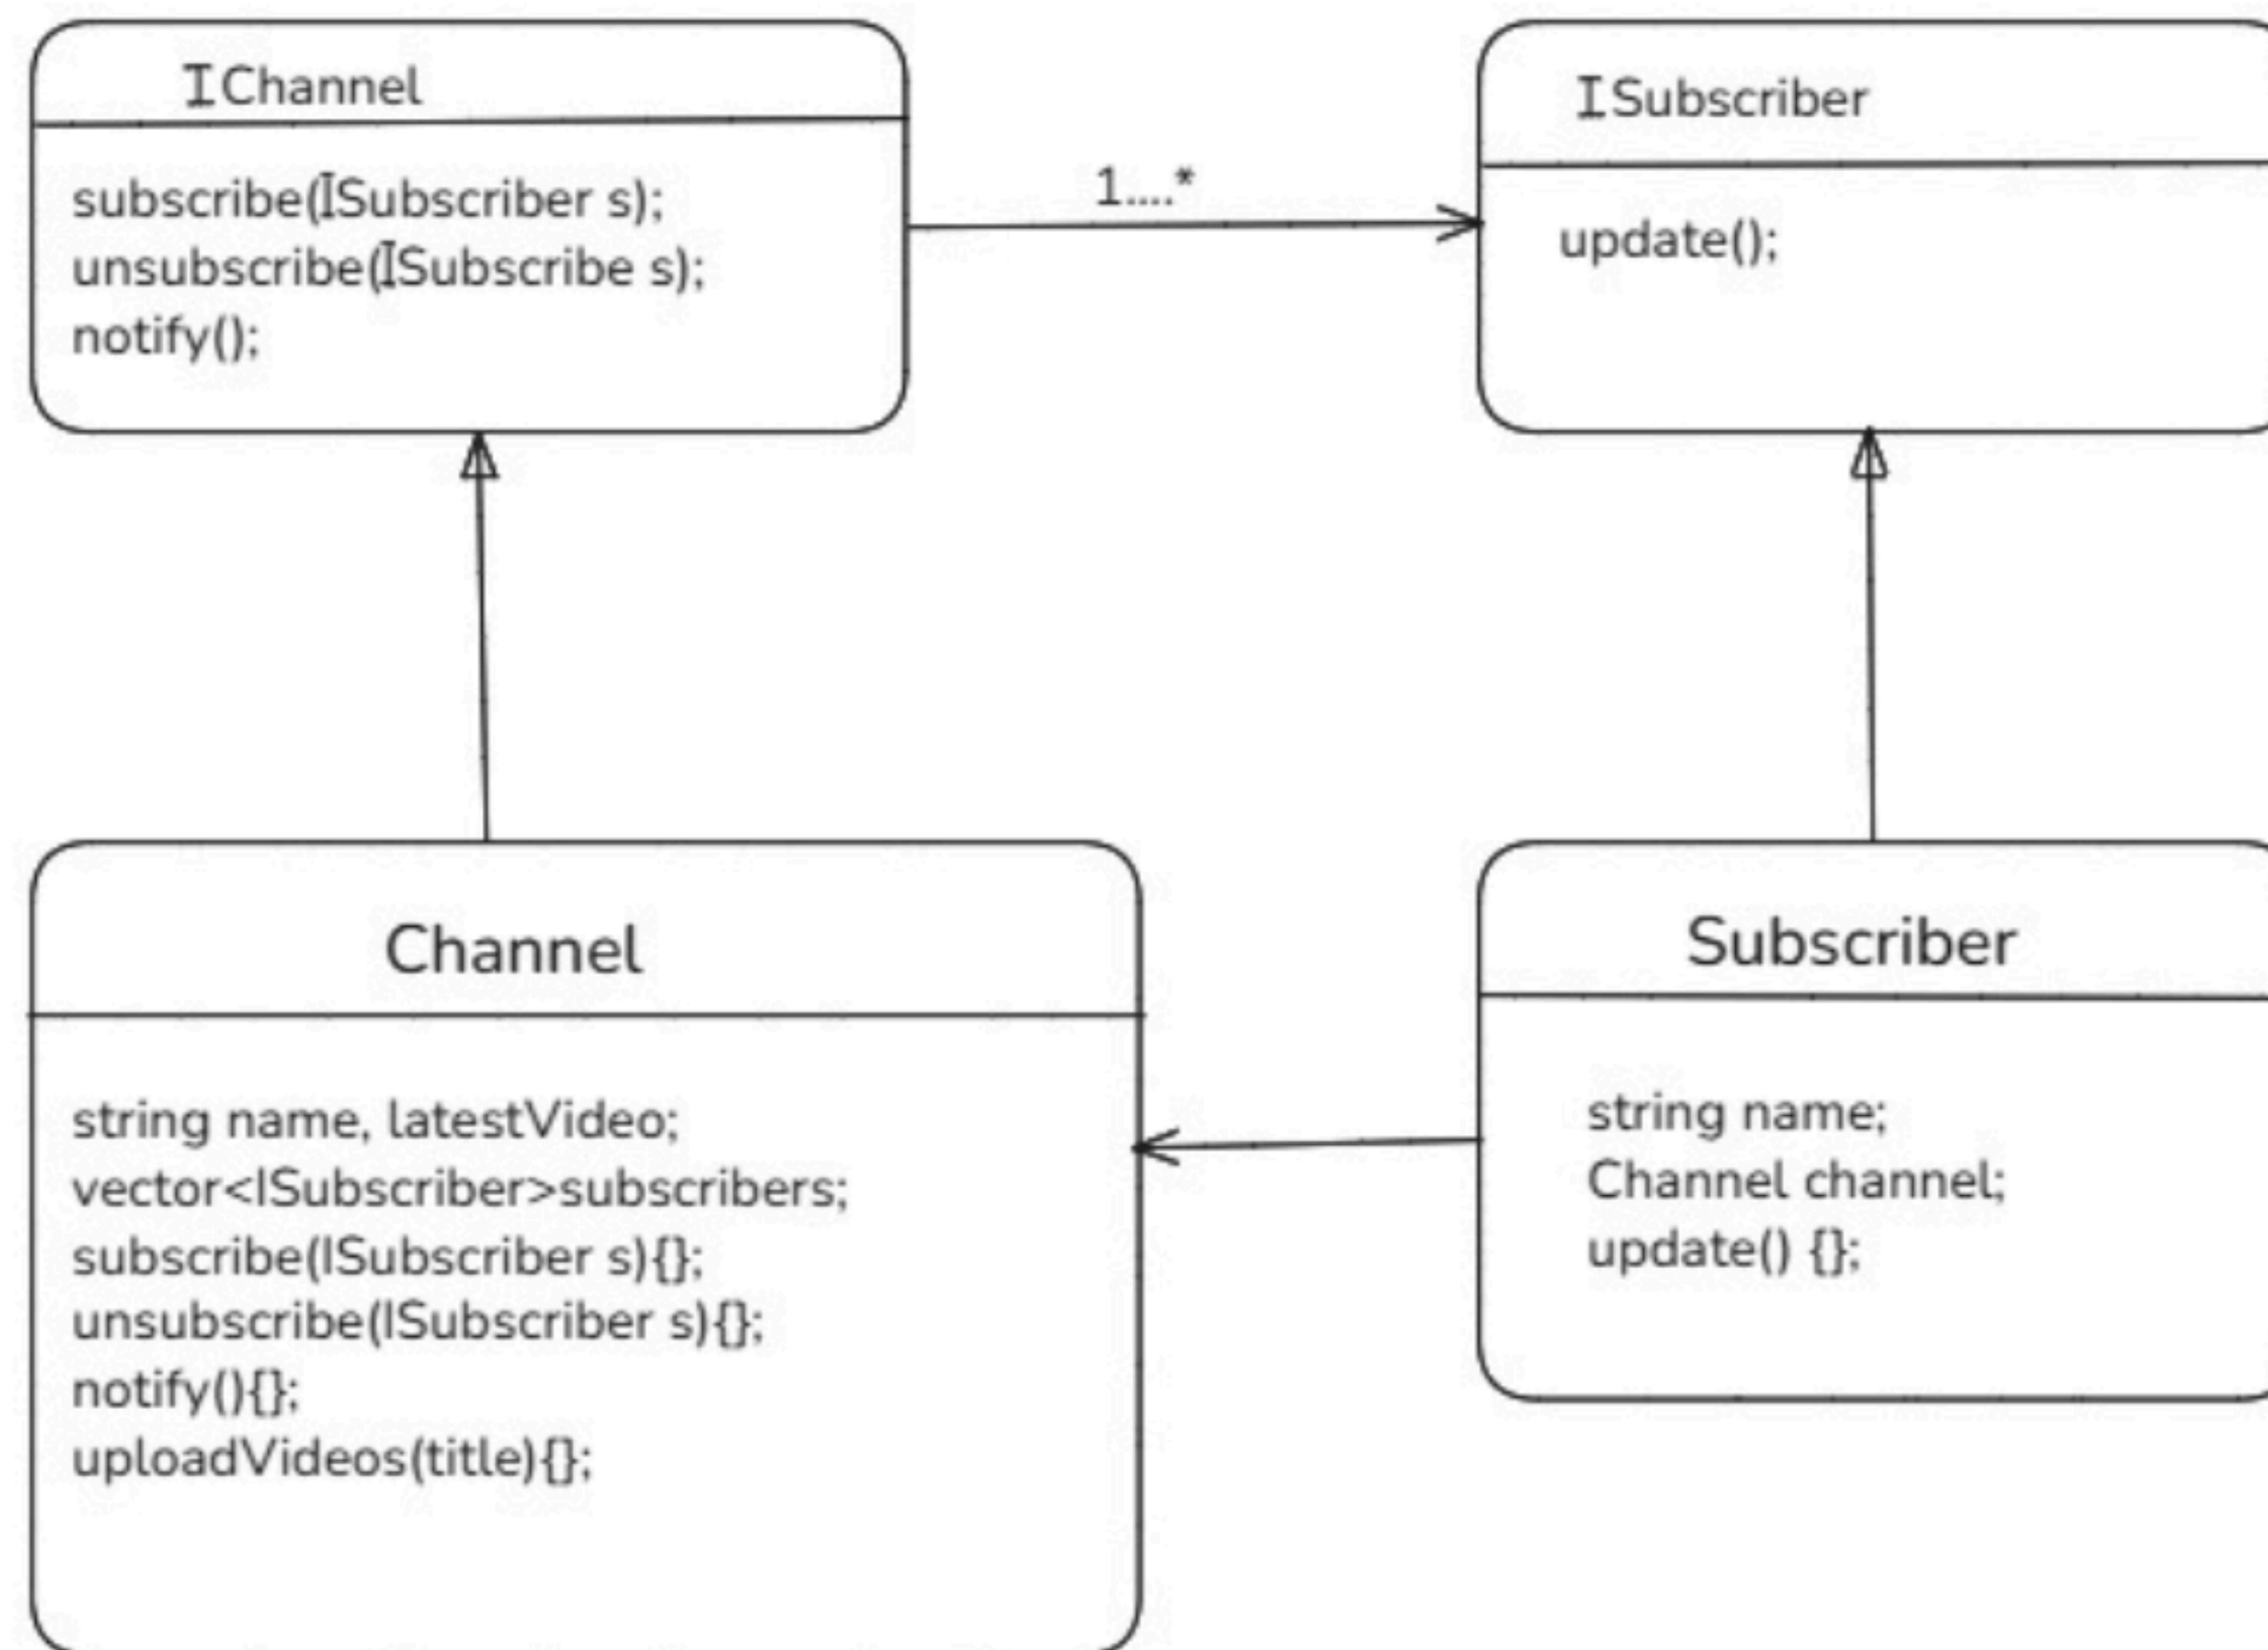 IChannel
subscribe(ISubscriber s);
unsubscribe(ISubscribe s);
notify();
1....*
ISubscriber
update();
Channel
string name, latestVideo;
vector<ISubscriber>subscribers;
subscribe(ISubscriber s){};
unsubscribe(ISubscriber s){};
notify(){};
uploadVideos(title){};
Subscriber
string name;
Channel channel;
update() {};